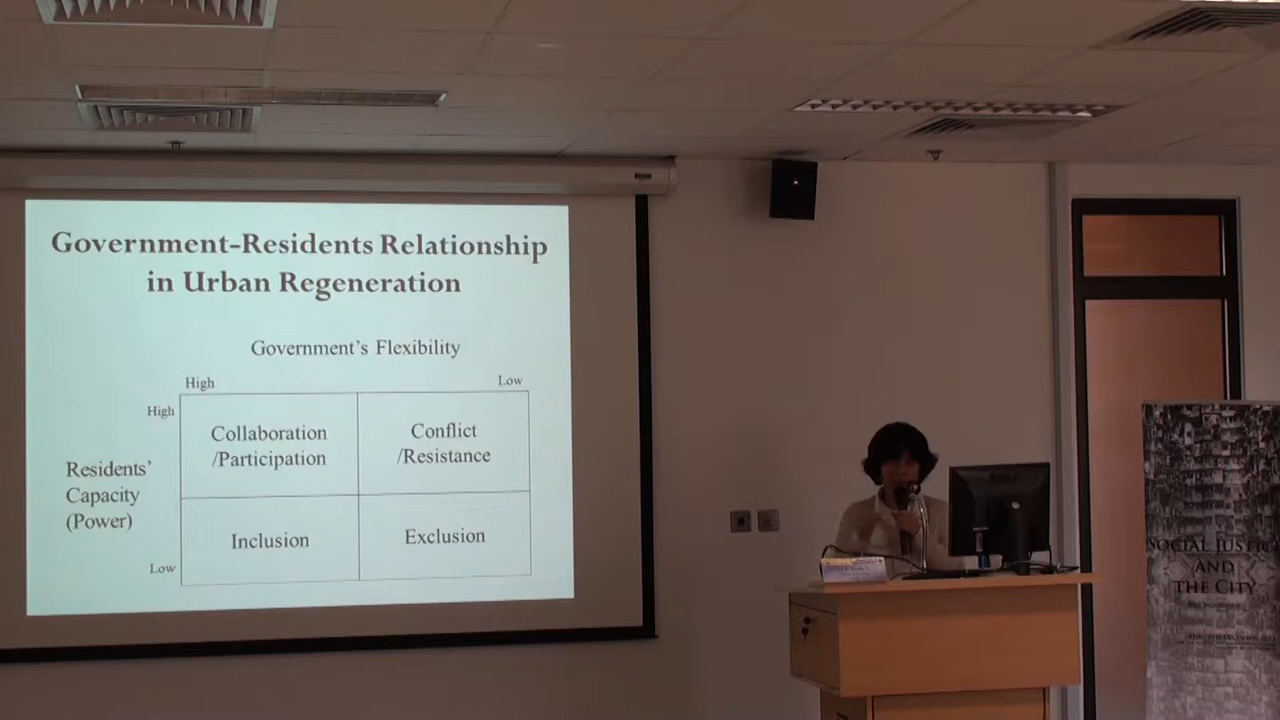 Government-Residents Relationship
in Urban Regeneration
Government's Flexibility
High
Low
High
Collaboration
/Participation
Conflict
/Resistance
Residents'
Capacity
(Power)
Inclusion
Exclusion
Low
SOCIAL JUSTIC
AND
THE CITY